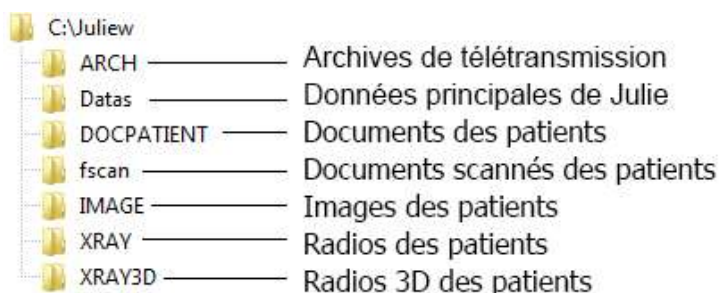 C:\Juliew
ARCH Archives de télétransmission
Datas Données principales de Julie
DOCPATIENT Documents des patients
fscan Documents scannés des patients
IMAGE Images des patients
XRAY Radios des patients
XRAY3D Radios 3D des patients